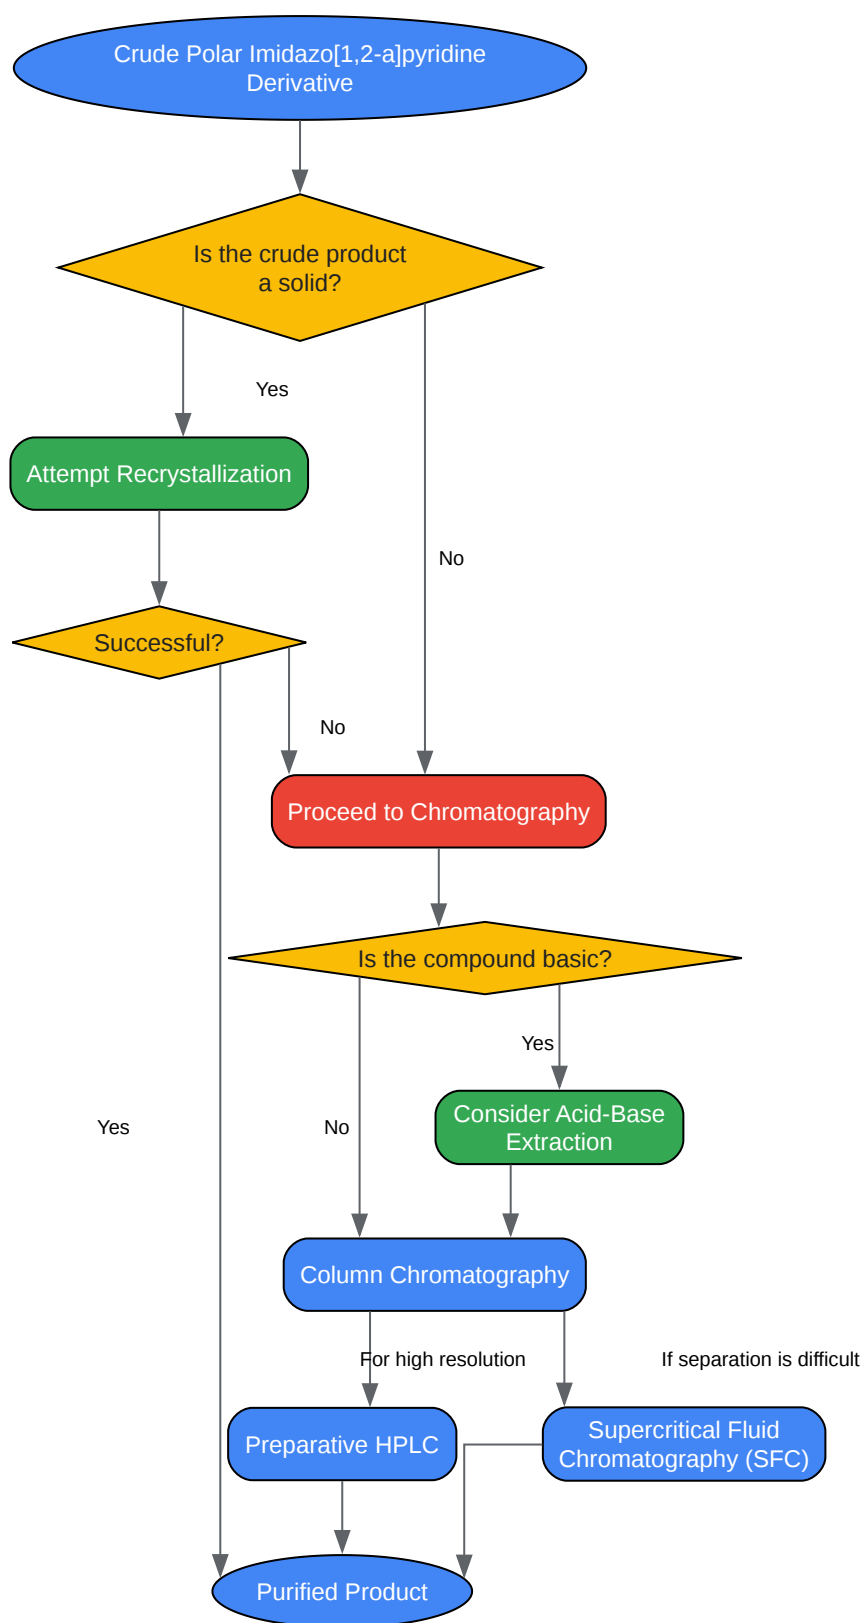 Crude Polar Imidazo[1,2-a]pyridine
Derivative
Is the crude product
a solid?
Yes
Attempt Recrystallization
No
Successful?
No
Proceed to Chromatography
Is the compound basic?
Yes
Consider Acid-Base
Extraction
Yes
No
Column Chromatography
For high resolution
If separation is difficult
Preparative HPLC
Supercritical Fluid
Chromatography (SFC)
Purified Product